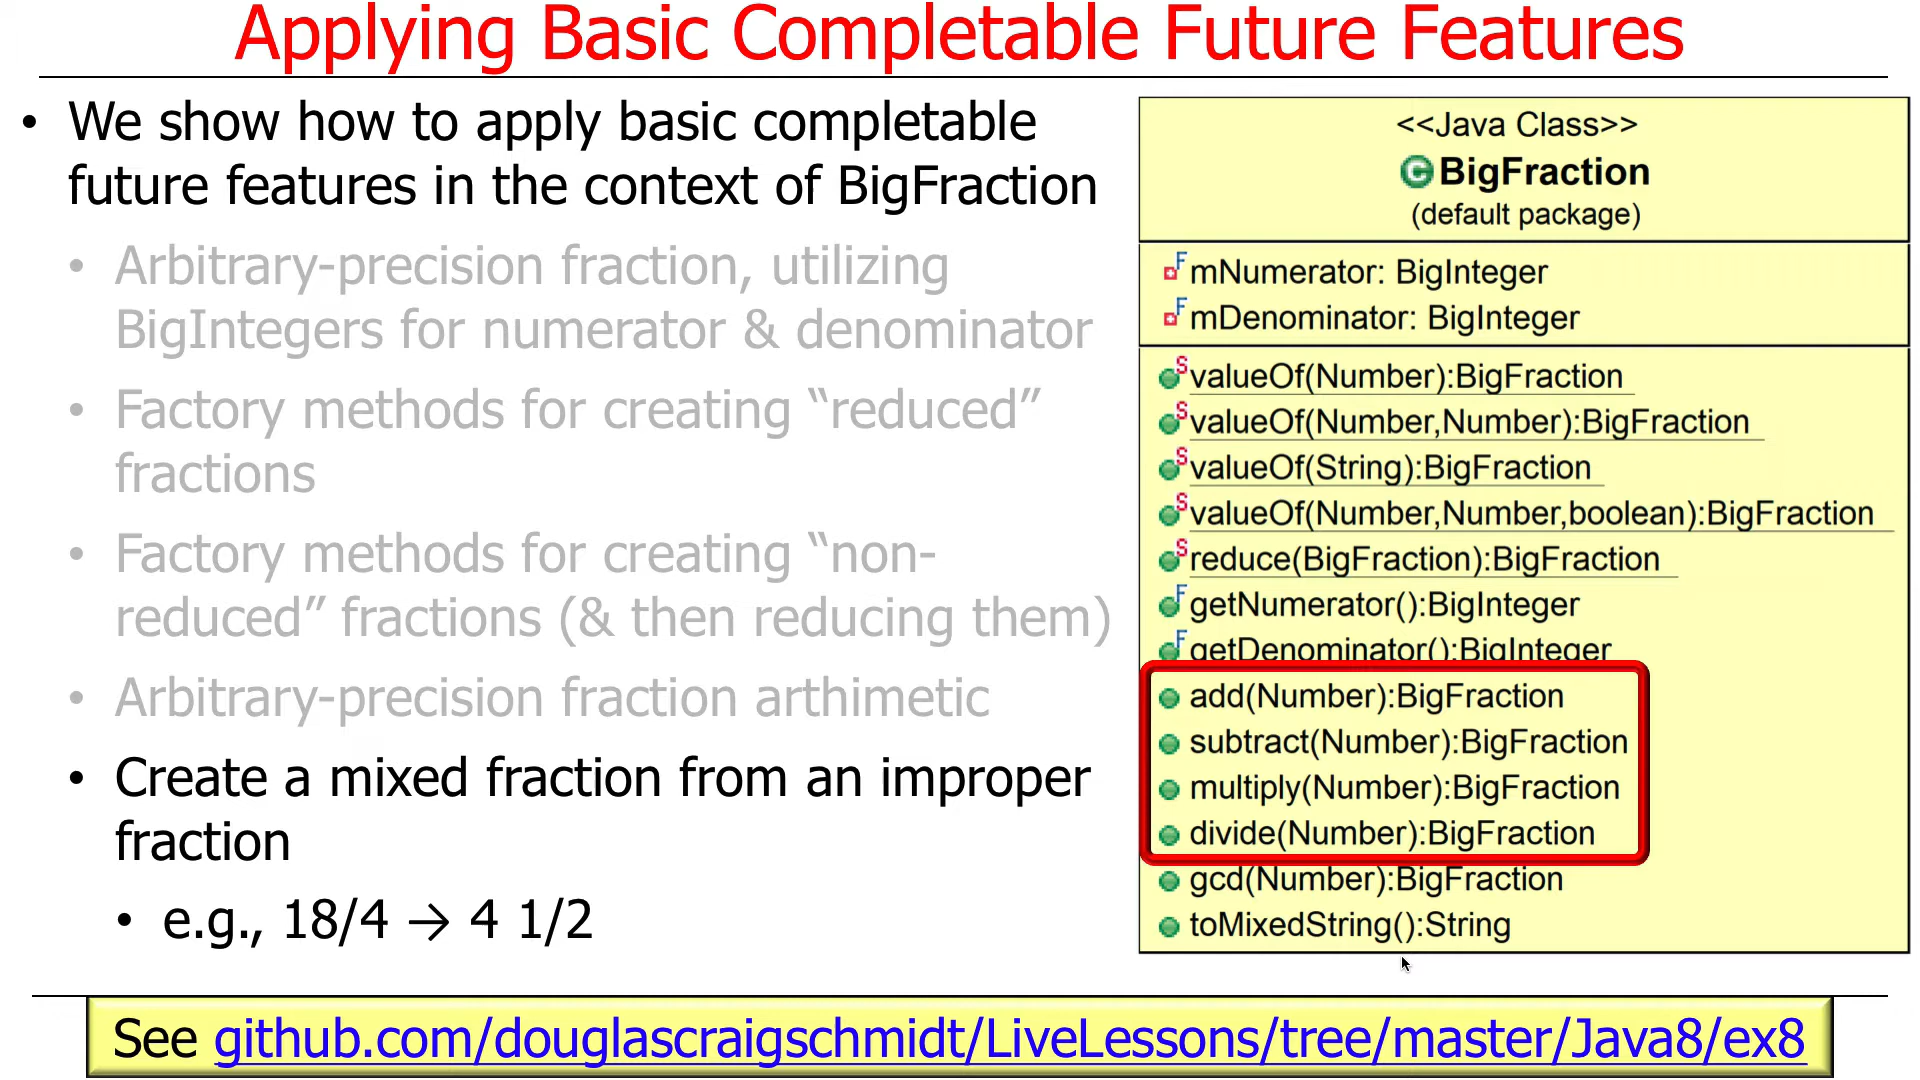 Applying Basic Completable Future Features
• We show how to apply basic completable
future features in the context of BigFraction
• Arbitrary-precision fraction, utilizing
BigIntegers for numerator & denominator
• Factory methods for creating “reduced”
fractions
• Factory methods for creating “non-
reduced” fractions (& then reducing them)
• Arbitrary-precision fraction arthimetic
• Create a mixed fraction from an improper
fraction
• e.g., 18/4 → 4 1/2
<<Java Class>>
C BigFraction
(default package)
F mNumerator: BigInteger
F mDenominator: BigInteger
S valueOf(Number):BigFraction
S valueOf(Number,Number):BigFraction
S valueOf(String):BigFraction
S valueOf(Number,Number,boolean):BigFraction
S reduce(BigFraction):BigFraction
F getNumerator():BigInteger
F getDenominator():BigInteger
add(Number):BigFraction
subtract(Number):BigFraction
multiply(Number):BigFraction
divide(Number):BigFraction
gcd(Number):BigFraction
toMixedString():String
See github.com/douglascraigschmidt/LiveLessons/tree/master/Java8/ex8